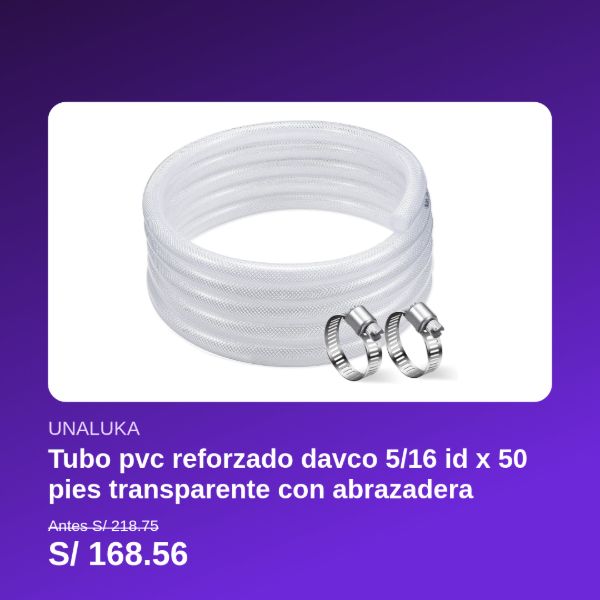 UNALUKA
Tubo pvc reforzado davco 5/16 id x 50
pies transparente con abrazadera
Antes S/ 218.75
S/ 168.56